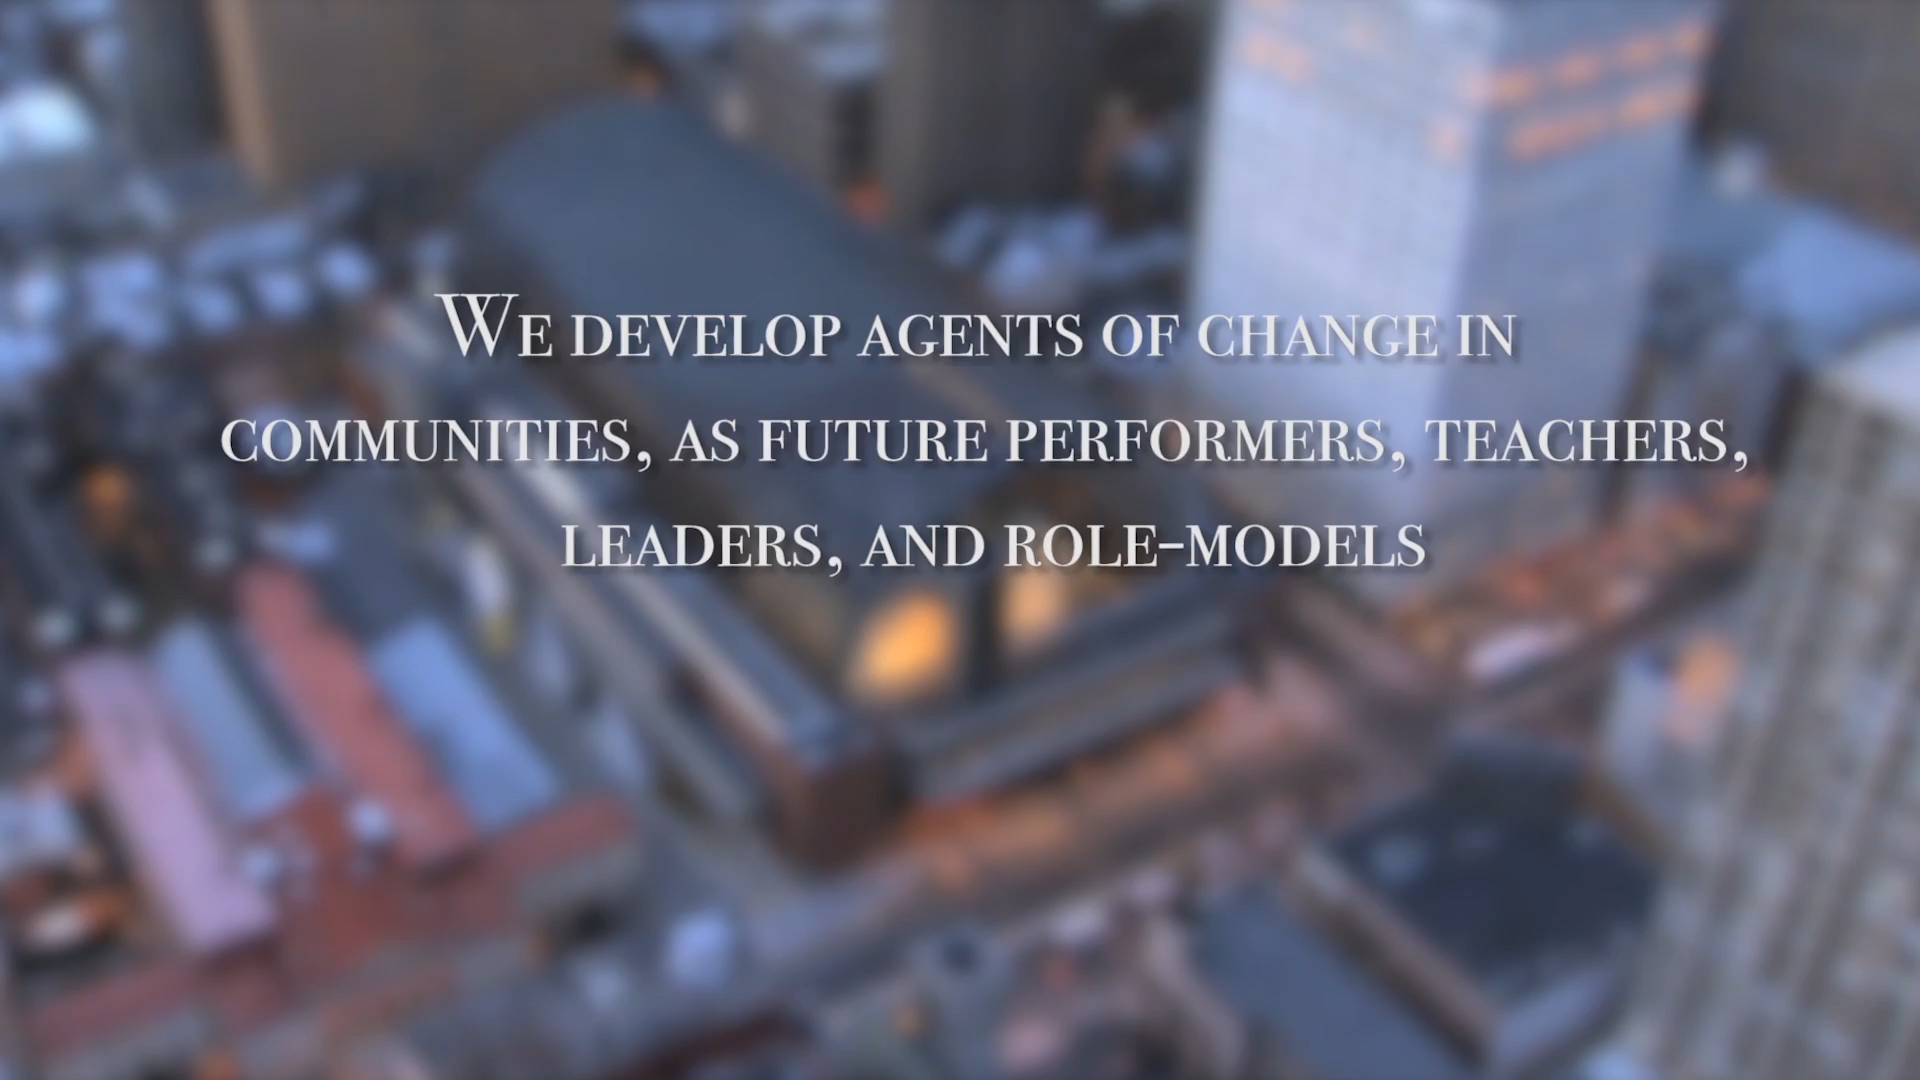 We develop agents of change in
communities, as future performers, teachers,
leaders, and role-models